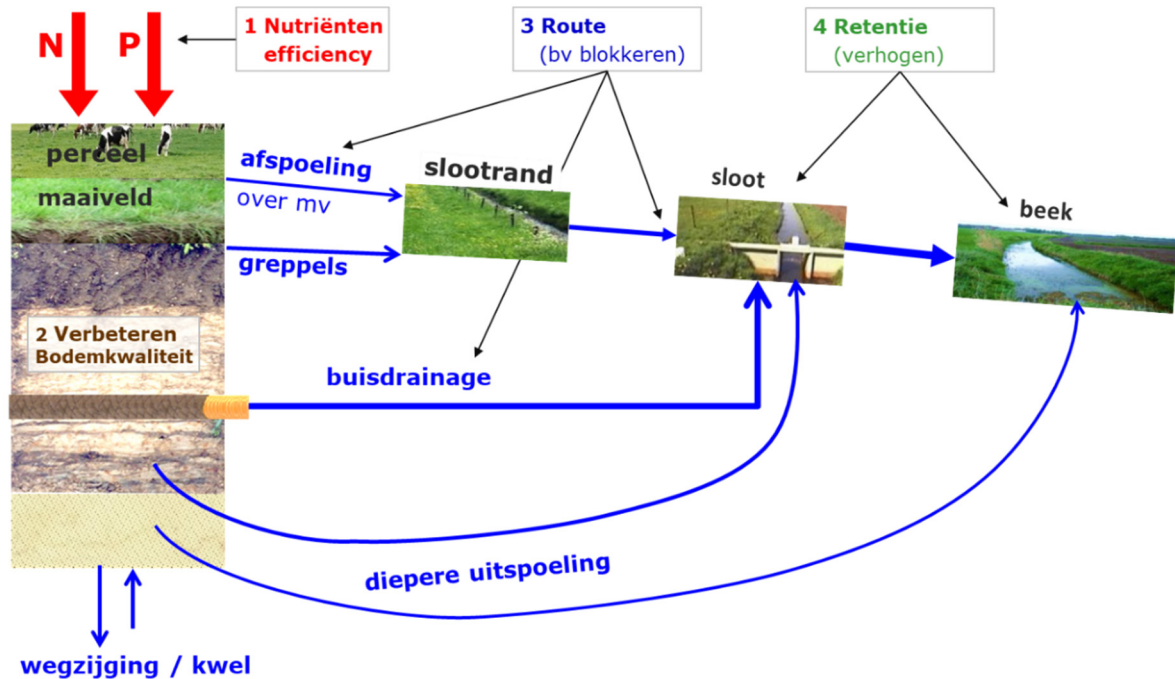 N
P
1 Nutriënten
efficiency
3 Route
(bv blokkeren)
4 Retentie
(verhogen)
perceel
maaiveld
afspoeling
over mv
greppels
slootrand
sloot
beek
2 Verbeteren
Bodemkwaliteit
buisdrainage
diepere uitspoeling
wegzijging / kwel